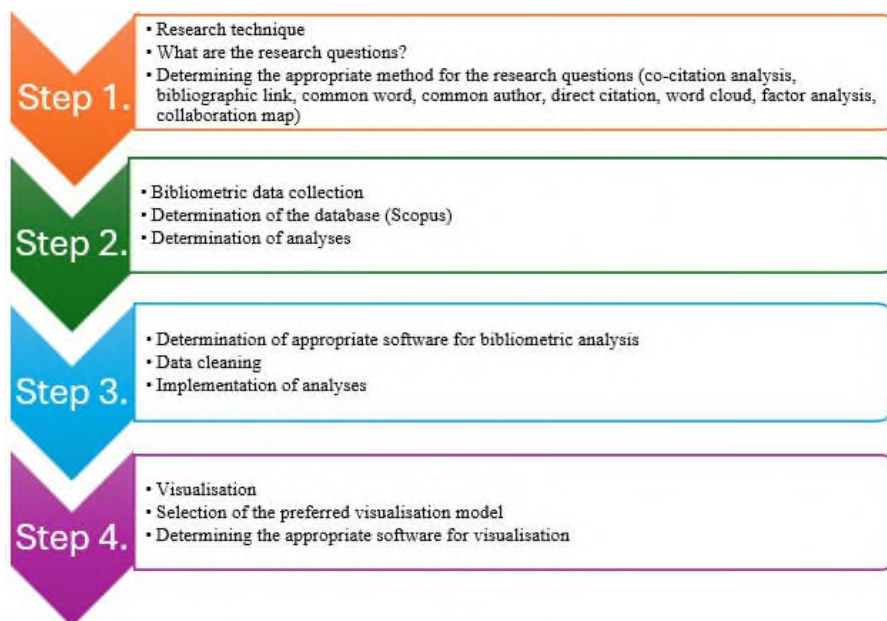 Step 1.
• Research technique
• What are the research questions?
• Determining the appropriate method for the research questions (co-citation analysis,
bibliographic link, common word, common author, direct citation, word cloud, factor analysis,
collaboration map)
Step 2.
• Bibliometric data collection
• Determination of the database (Scopus)
• Determination of analyses
Step 3.
• Determination of appropriate software for bibliometric analysis
• Data cleaning
• Implementation of analyses
Step 4.
• Visualisation
• Selection of the preferred visualisation model
• Determining the appropriate software for visualisation